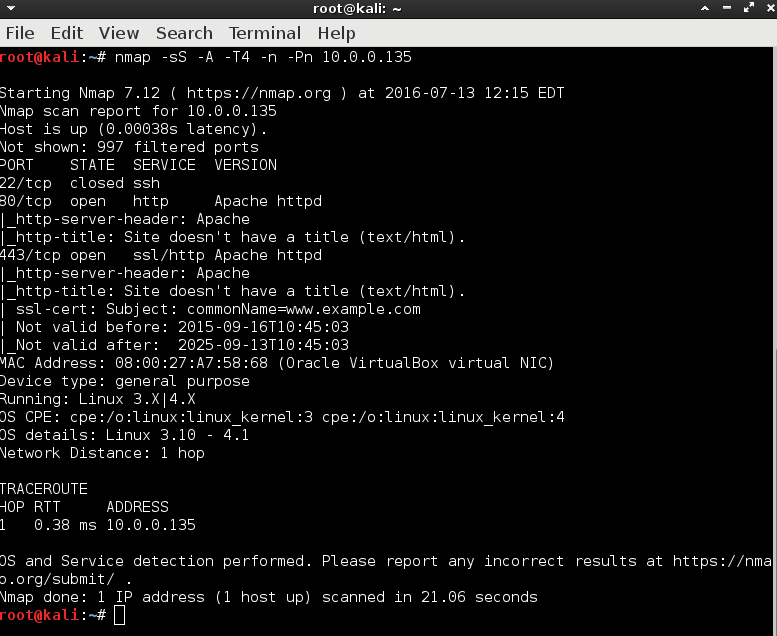 root@kali: ~
File Edit View Search Terminal Help
root@kali:~# nmap -sS -A -T4 -n -Pn 10.0.0.135

Starting Nmap 7.12 ( https://nmap.org ) at 2016-07-13 12:15 EDT
Nmap scan report for 10.0.0.135
Host is up (0.00038s latency).
Not shown: 997 filtered ports
PORT    STATE  SERVICE  VERSION
22/tcp  closed ssh
80/tcp  open   http     Apache httpd
|_http-server-header: Apache
|_http-title: Site doesn't have a title (text/html).
443/tcp open   ssl/http Apache httpd
|_http-server-header: Apache
|_http-title: Site doesn't have a title (text/html).
| ssl-cert: Subject: commonName=www.example.com
| Not valid before: 2015-09-16T10:45:03
|_Not valid after:  2025-09-13T10:45:03
MAC Address: 08:00:27:A7:58:68 (Oracle VirtualBox virtual NIC)
Device type: general purpose
Running: Linux 3.X|4.X
OS CPE: cpe:/o:linux:linux_kernel:3 cpe:/o:linux:linux_kernel:4
OS details: Linux 3.10 - 4.1
Network Distance: 1 hop

TRACEROUTE
HOP RTT     ADDRESS
1   0.38 ms 10.0.0.135

OS and Service detection performed. Please report any incorrect results at https://nma
p.org/submit/ .
Nmap done: 1 IP address (1 host up) scanned in 21.06 seconds
root@kali:~#